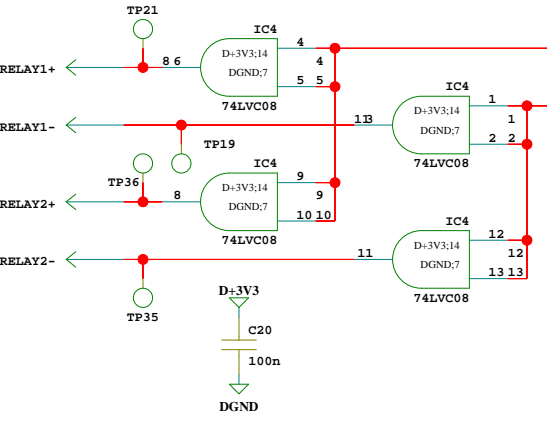 TP21
IC4
4
D+3V3;14
8 6
4
RELAY1+
DGND;7
5 5
IC4
74LVC08
1
D+3V3;14
113
1
RELAY1-
DGND;7
2 2
TP19
IC4
74LVC08
9
TP36
D+3V3;14
8
9
RELAY2+
DGND;7
10 10
IC4
74LVC08
12
D+3V3;14
11
12
RELAY2-
DGND;7
13 13
D+3V3
74LVC08
TP35
C20
100n
DGND